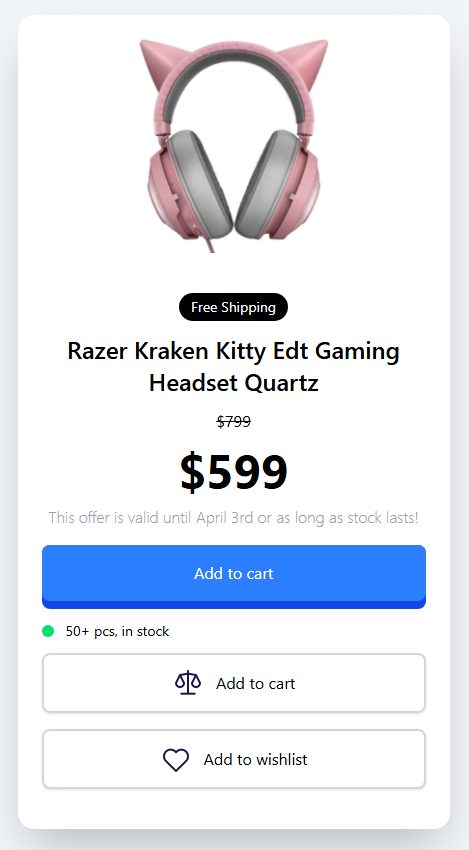 Free Shipping
Razer Kraken Kitty Edt Gaming
Headset Quartz
$799
$599
This offer is valid until April 3rd or as long as stock lasts!
Add to cart
50+ pcs, in stock
Add to cart
Add to wishlist